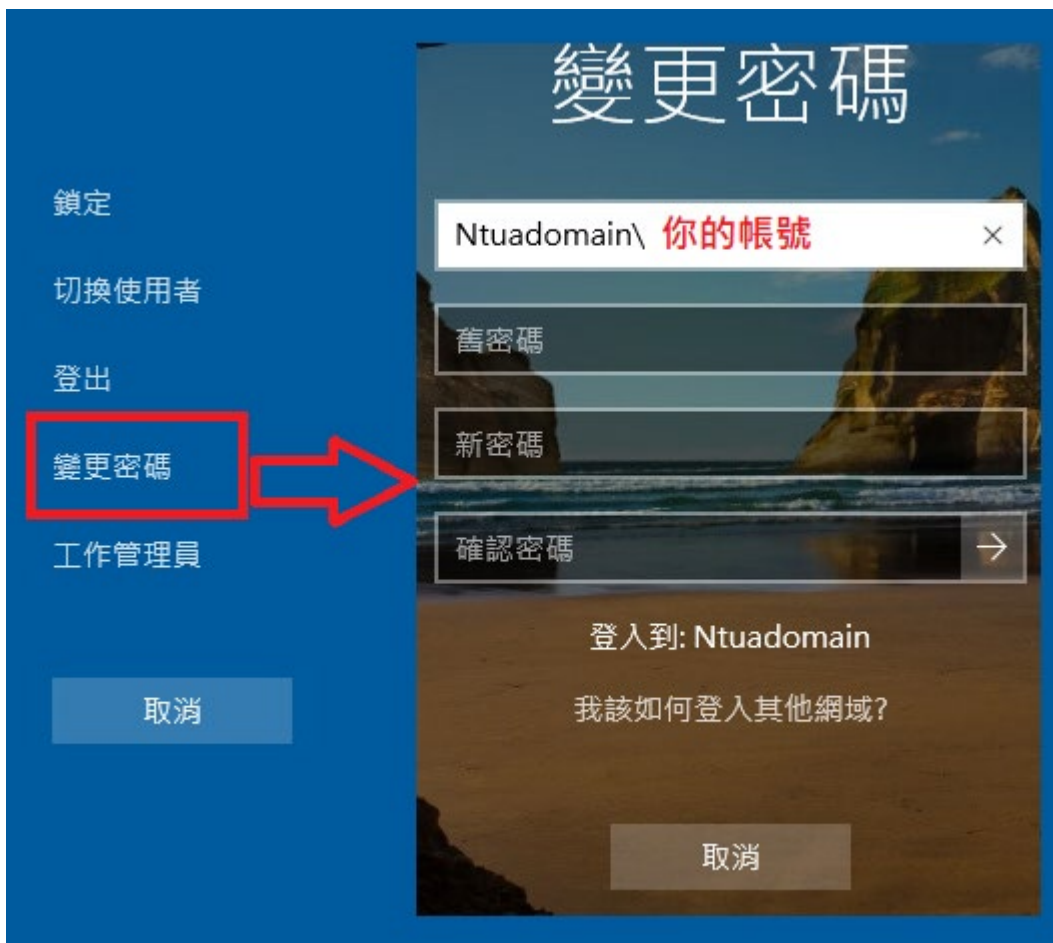 鎖定
切換使用者
登出
變更密碼
工作管理員
取消
變更密碼
Ntuadomain\ 你的帳號
舊密碼
新密碼
確認密碼
登入到: Ntuadomain
我該如何登入其他網域?
取消